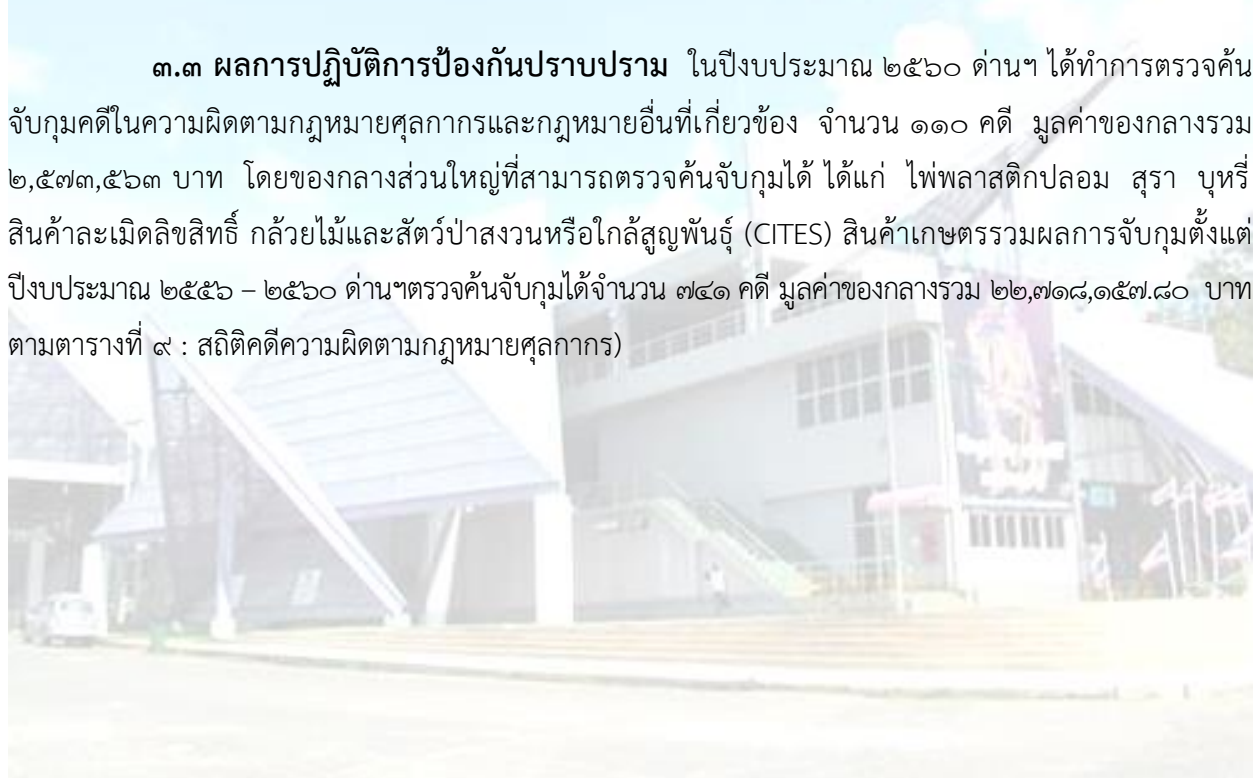 ๓.๓ ผลการปฏิบัติการป้องกันปราบปราม ในปีงบประมาณ ๒๕๖๐ ด่านฯ ได้ทำการตรวจค้น
จับกุมคดีในความผิดตามกฎหมายศุลกากรและกฎหมายอื่นที่เกี่ยวข้อง จำนวน ๑๑๐ คดี มูลค่าของกลางรวม
๒,๕๗๓,๕๖๓ บาท โดยของกลางส่วนใหญ่ที่สามารถตรวจค้นจับกุมได้ ได้แก่ ไพ่พลาสติกปลอม สุรา บุหรี่
สินค้าละเมิดลิขสิทธิ์ กล้วยไม้และสัตว์ป่าสงวนหรือใกล้สูญพันธุ์ (CITES) สินค้าเกษตรรวมผลการจับกุมตั้งแต่
ปีงบประมาณ ๒๕๕๖ – ๒๕๖๐ ด่านฯตรวจค้นจับกุมได้จำนวน ๗๔๑ คดี มูลค่าของกลางรวม ๒๒,๗๑๘,๑๕๗.๘๐ บาท
ตามตารางที่ ๙ : สถิติคดีความผิดตามกฎหมายศุลกากร)